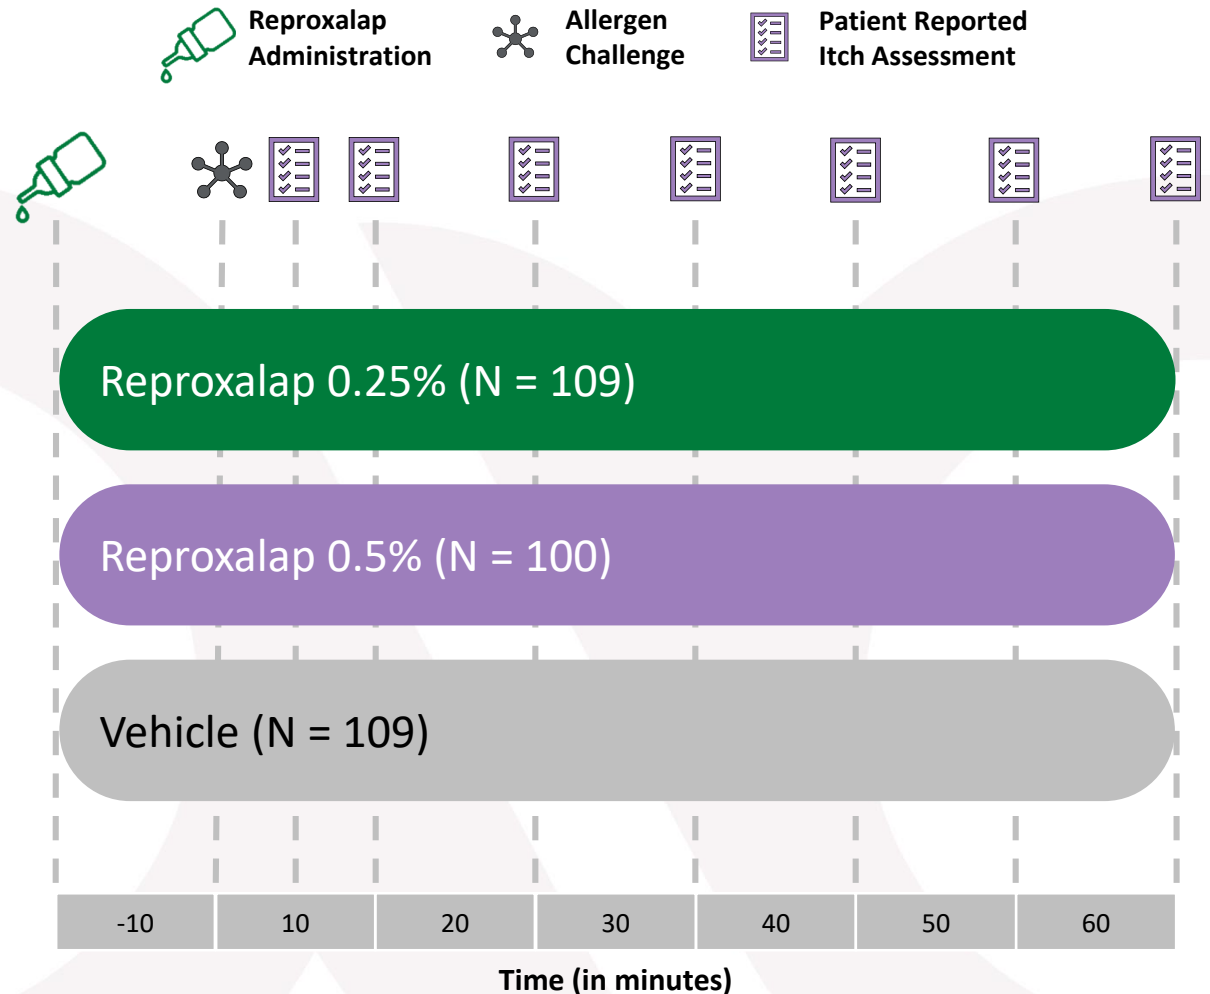 Reproxalap
Administration
Allergen
Challenge
Patient Reported
Itch Assessment
Reproxalap 0.25% (N = 109)
Reproxalap 0.5% (N = 100)
Vehicle (N = 109)
-10 10 20 30 40 50 60
Time (in minutes)